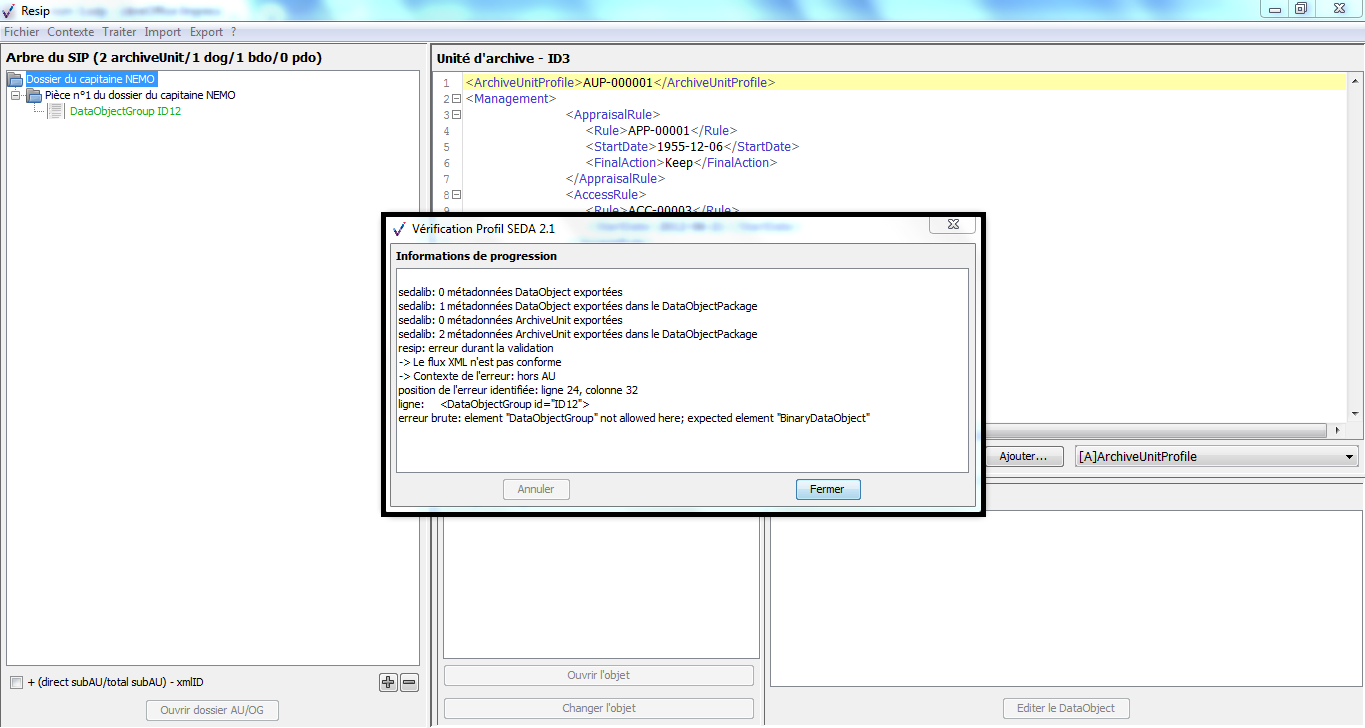 Resip
Fichier Contexte Traiter Import Export ?
Arbre du SIP (2 archiveUnit/1 dog/1 bdo/0 pdo)
Dossier du capitaine NEMO
Pièce n°1 du dossier du capitaine NEMO
DataObjectGroup ID12
+ (direct subAU/total subAU) - xmlID
Ouvrir dossier AU/OG
Unité d'archive - ID3
1 <ArchiveUnitProfile>AUP-000001</ArchiveUnitProfile>
2 <Management>
3 <AppraisalRule>
4 <Rule>APP-00001</Rule>
5 <StartDate>1955-12-06</StartDate>
6 <FinalAction>Keep</FinalAction>
7 </AppraisalRule>
8 <AccessRule>
9 <Rule>ACC-00003</Rule>
Vérification Profil SEDA 2.1
Informations de progression
sedalib: 0 métadonnées DataObject exportées
sedalib: 1 métadonnées DataObject exportées dans le DataObjectPackage
sedalib: 0 métadonnées ArchiveUnit exportées
sedalib: 2 métadonnées ArchiveUnit exportées dans le DataObjectPackage
resip: erreur durant la validation
-> Le flux XML n'est pas conforme
-> Contexte de l'erreur: hors AU
position de l'erreur identifiée: ligne 24, colonne 32
ligne: <DataObjectGroup id="ID12">
erreur brute: element "DataObjectGroup" not allowed here; expected element "BinaryDataObject"
Annuler
Fermer
Ajouter...
[A]ArchiveUnitProfile
Ouvrir l'objet
Changer l'objet
Editer le DataObject